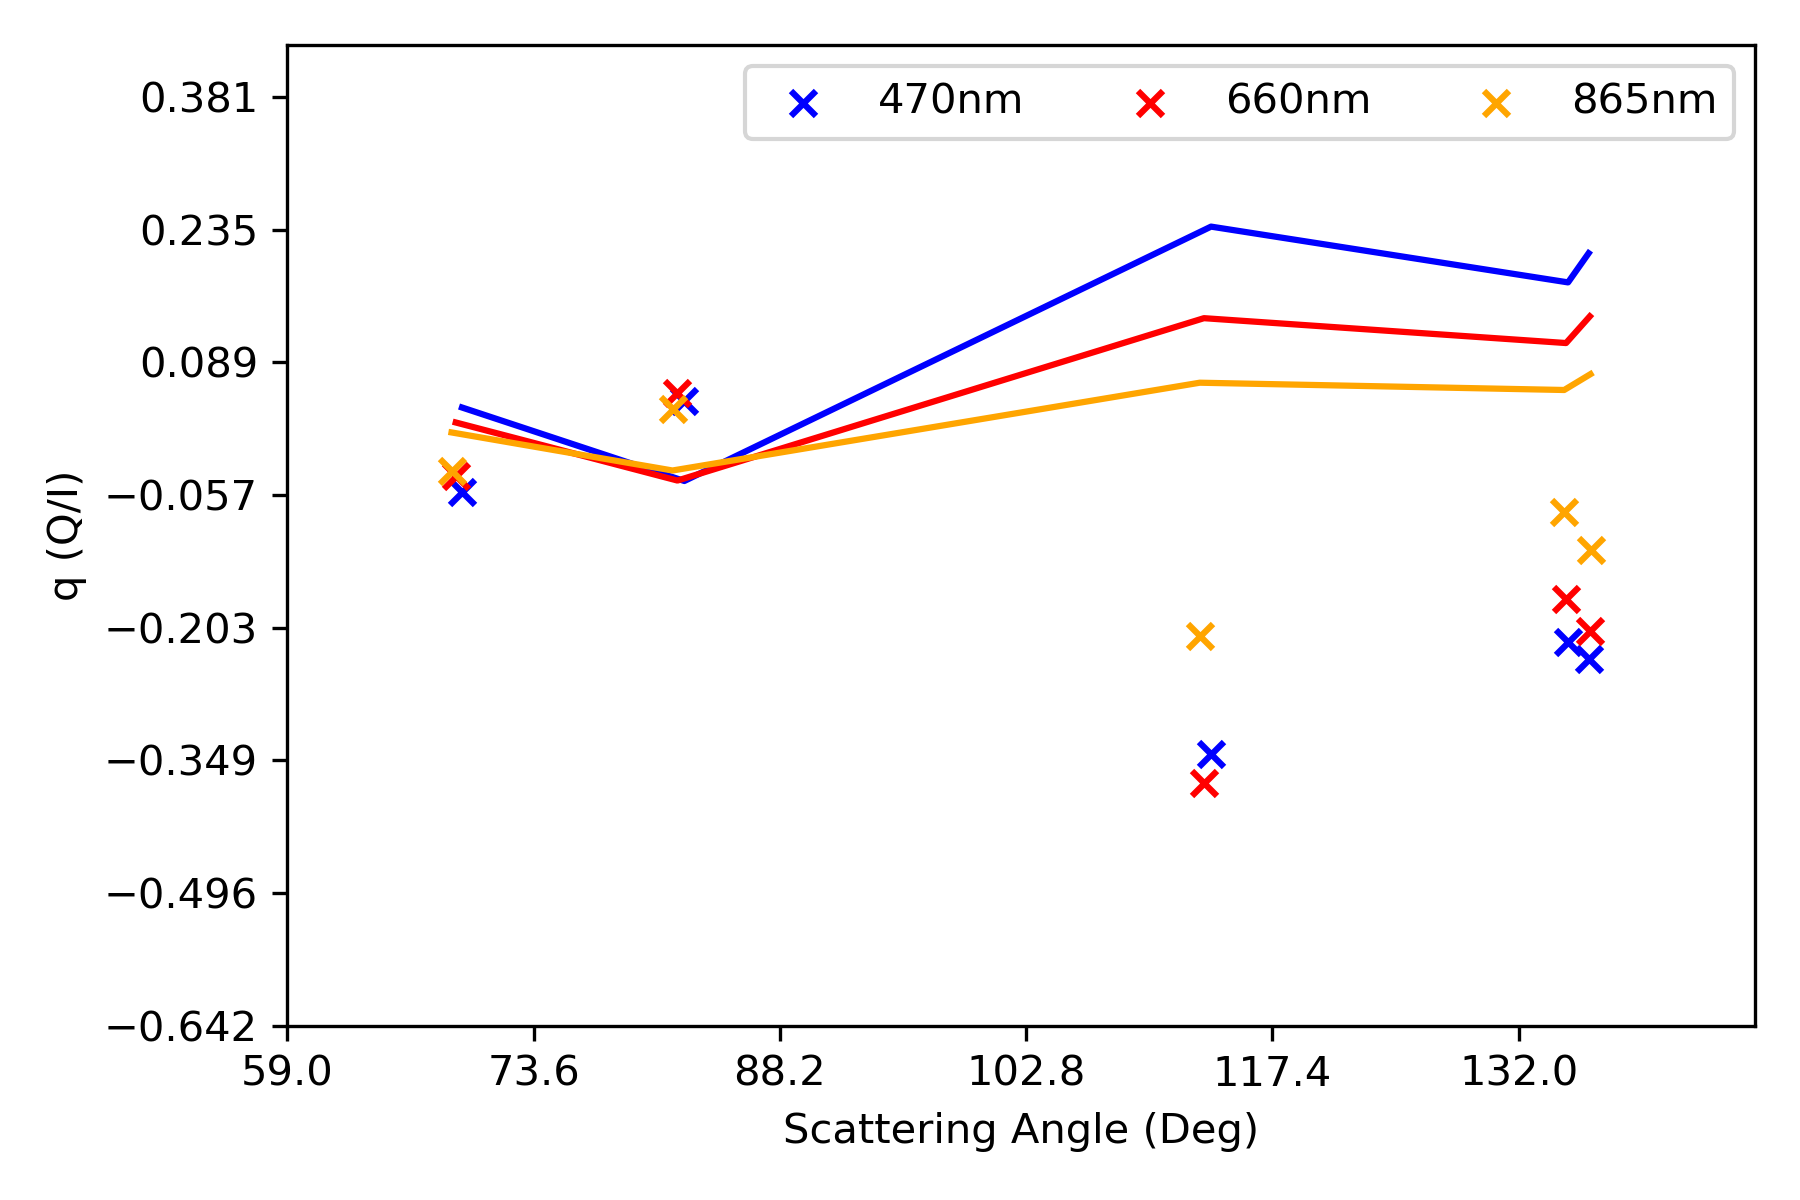 470nm 660nm 865nm
0.381
0.235
0.089
−0.057
−0.203
−0.349
−0.496
−0.642
q (Q/I)
59.0 73.6 88.2 102.8 117.4 132.0
Scattering Angle (Deg)